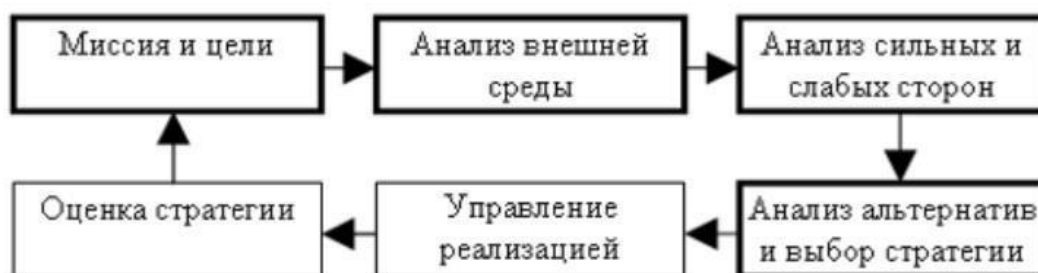 Миссия и цели
Анализ внешней
среды
Анализ сильных и
слабых сторон
Оценка стратегии
Управление
реализацией
Анализ альтернатив
и выбор стратегии